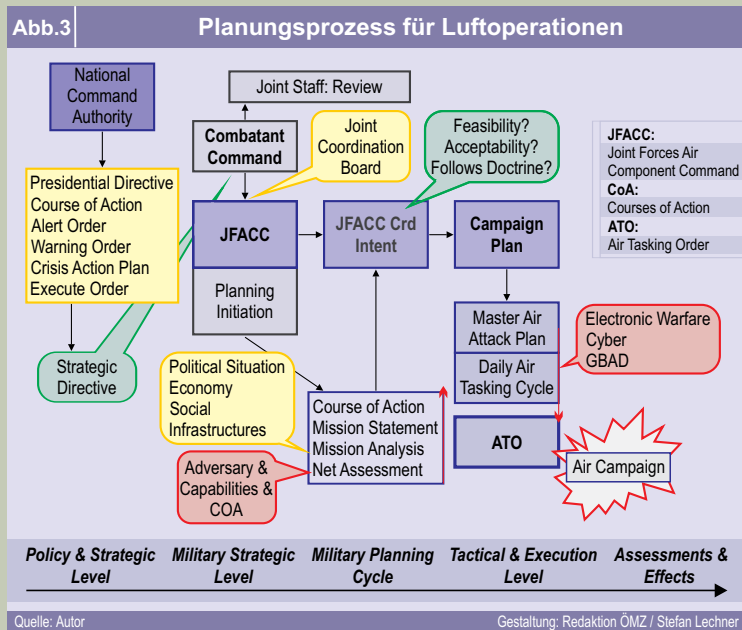 Abb.3
Planungsprozess für Luftoperationen
National
Command
Authority
Joint Staff: Review
Combatant
Command
Joint
Coordination
Board
Feasibility?
Acceptability?
Follows Doctrine?
JFACC:
Joint Forces Air
Component Command
CoA:
Courses of Action
ATO:
Air Tasking Order
Presidential Directive
Course of Action
Alert Order
Warning Order
Crisis Action Plan
Execute Order
JFACC
JFACC Crd
Intent
Campaign
Plan
Planning
Initiation
Master Air
Attack Plan
Daily Air
Tasking Cycle
Electronic Warfare
Cyber
GBAD
Strategic
Directive
Political Situation
Economy
Social
Infrastructures
Course of Action
Mission Statement
Mission Analysis
Net Assessment
ATO
Adversary &
Capabilities &
COA
Air Campaign
Policy & Strategic
Level
Military Strategic
Level
Military Planning
Cycle
Tactical & Execution
Level
Assessments &
Effects
Quelle: Autor
Gestaltung: Redaktion ÖMZ / Stefan Lechner